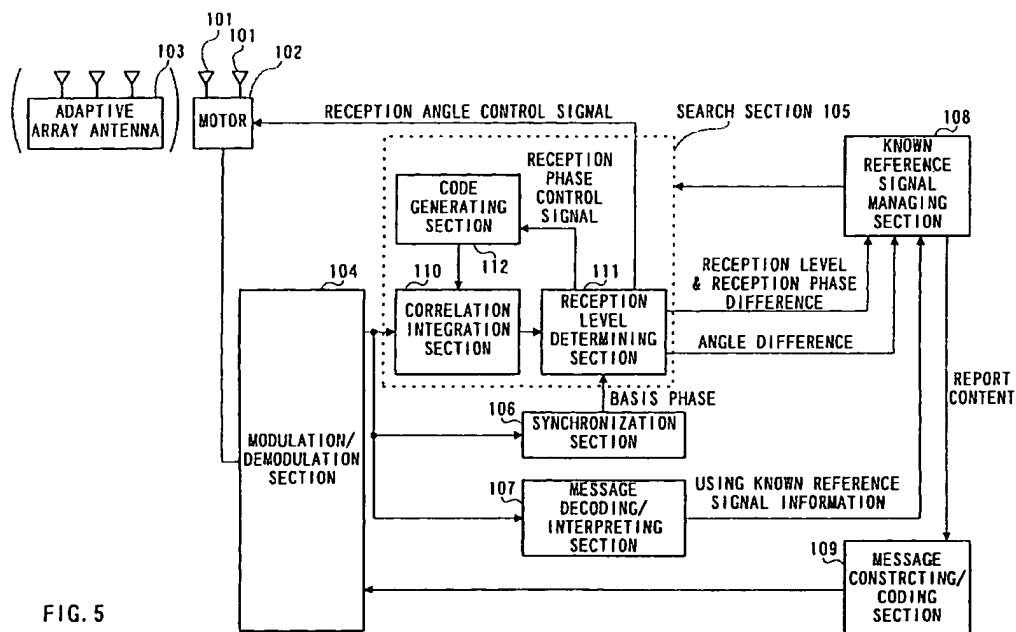 101
101
103
102
ADAPTIVE
ARRAY ANTENNA
MOTOR
RECEPTION ANGLE CONTROL SIGNAL
SEARCH SECTION 105
108
KNOWN
REFERENCE
SIGNAL
MANAGING
SECTION
CODE
GENERATING
SECTION
RECEPTION
PHASE
CONTROL
SIGNAL
112
104
110
111
CORRELATION
INTEGRATION
SECTION
RECEPTION
LEVEL
DETERMINING
SECTION
RECEPTION LEVEL
& RECEPTION PHASE
DIFFERENCE
ANGLE DIFFERENCE
REPORT
CONTENT
BASIS PHASE
106
SYNCHRONIZATION
SECTION
MODULATION/
DEMODULATION
SECTION
107
MESSAGE
DECODING/
INTERPRETING
SECTION
USING KNOWN REFERENCE
SIGNAL INFORMATION
109
MESSAGE
CONSTRCTING/
CODING
SECTION
FIG. 5